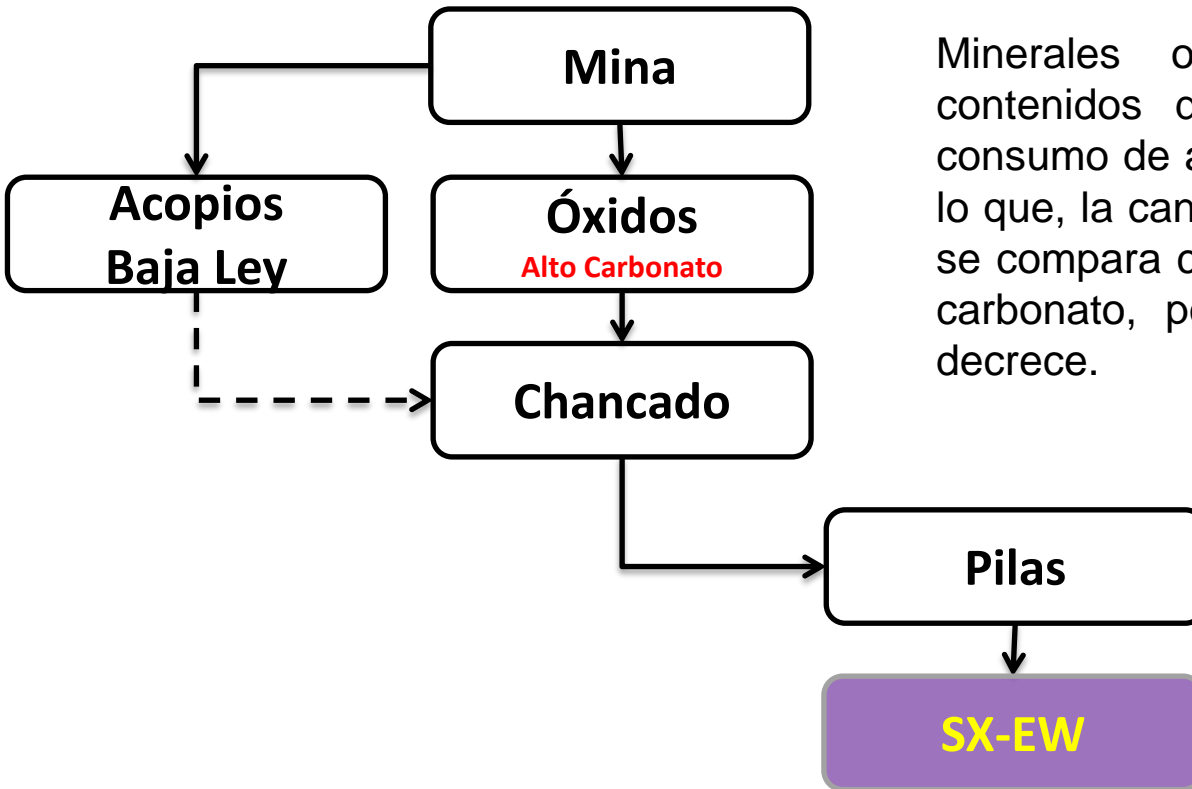 Mina
Acopios
Baja Ley
Óxidos
Alto Carbonato
Chancado
Pilas
SX-EW
Minerales
contenidos
consumo de
lo que, la
se compara
carbonato,
decrece.